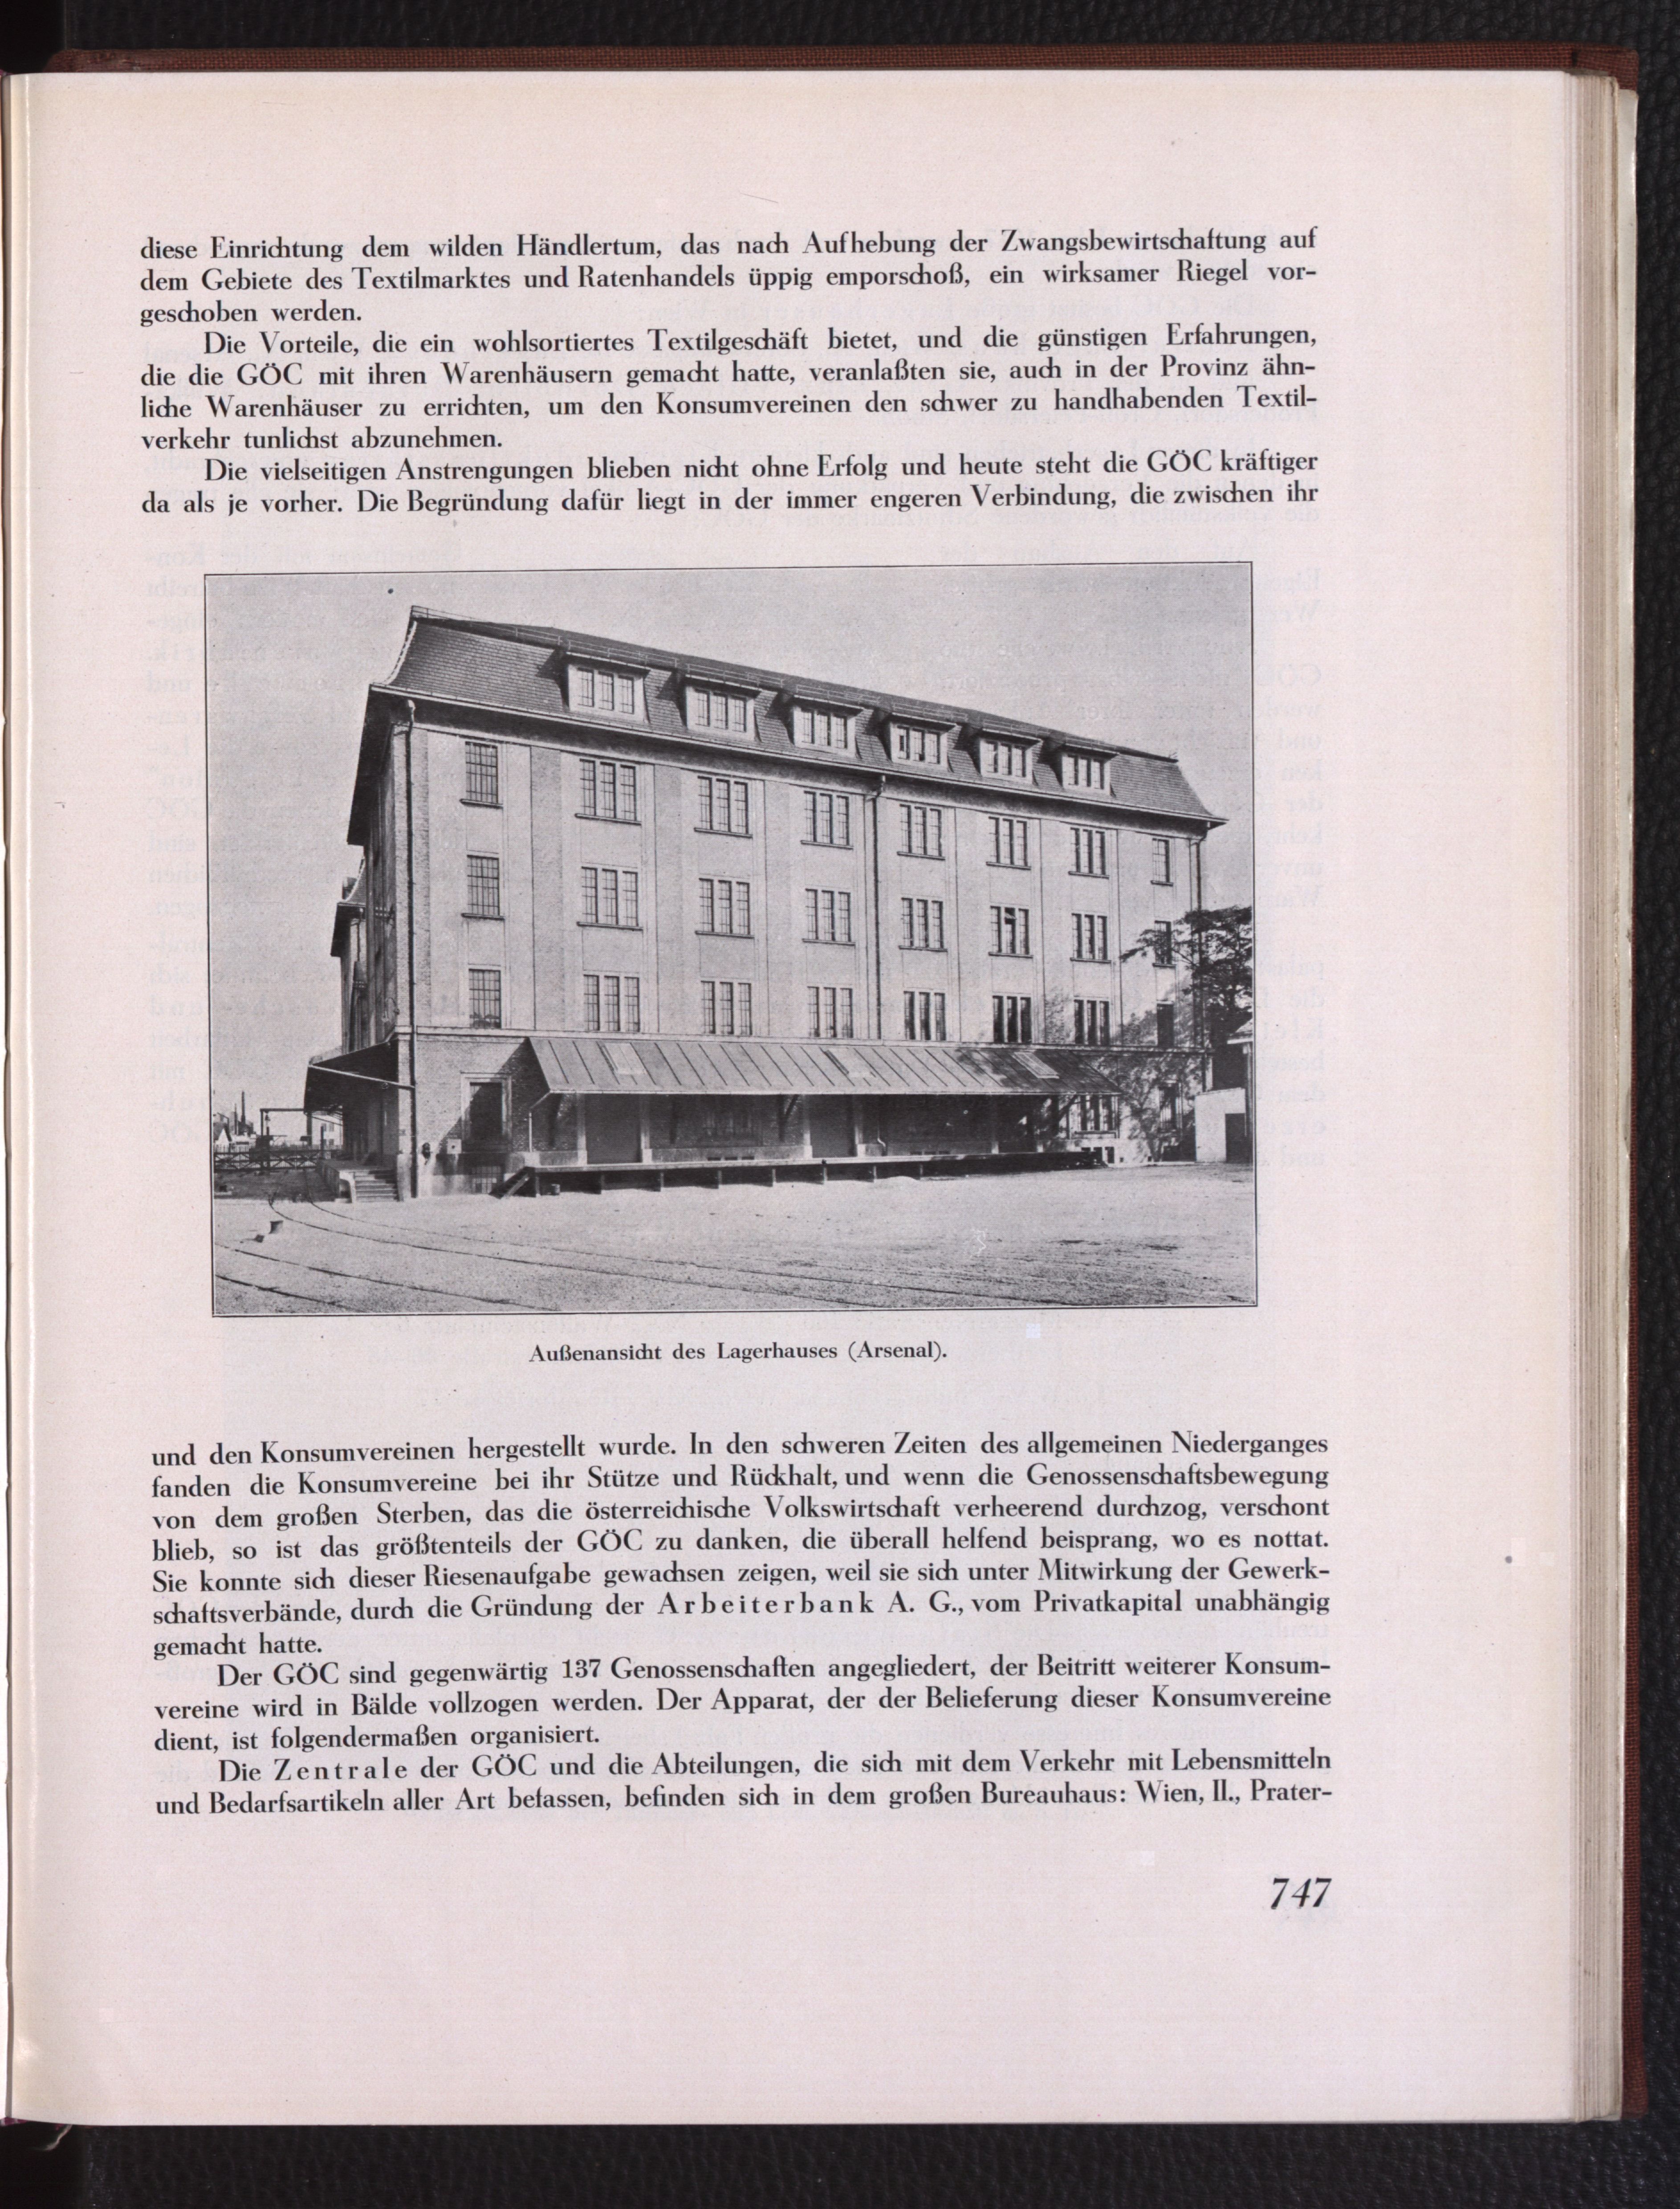 diese Einrichtung dem wilden Händlertum, das nach Aufhebung der Zwangsbewirtschaftung auf
dem Gebiete des Textilmarktes und Ratenhandels üppig emporschoß, ein wirksamer Riegel vor-
geschoben werden.
Die Vorteile, die ein wohlsortiertes Textilgeschäft bietet, und die günstigen Erfahrungen,
die die GÖC mit ihren Warenhäusern gemacht hatte, veranlaßten sie, auch in der Provinz ähn-
liche Warenhäuser zu errichten, um den Konsumvereinen den schwer zu handhabenden Textil-
verkehr tunlichst abzunehmen.
Die vielseitigen Anstrengungen blieben nicht ohne Erfolg und heute steht die GÖC kräftiger
da als je vorher. Die Begründung dafür liegt in der immer engeren Verbindung, die zwischen ihr
Außenansicht des Lagerhauses (Arsenal).
und den Konsumvereinen hergestellt wurde. In den schweren Zeiten des allgemeinen Niederganges
fanden die Konsumvereine bei ihr Stütze und Rückhalt, und wenn die Genossenschaftsbewegung
von dem großen Sterben, das die österreichische Volkswirtschaft verheerend durchzog, verschont
blieb, so ist das größtenteils der GÖC zu danken, die überall helfend beisprang, wo es nottat.
Sie konnte sich dieser Riesenaufgabe gewachsen zeigen, weil sie sich unter Mitwirkung der Gewerk-
schaftsverbände, durch die Gründung der Arbeiterbank A. G., vom Privatkapital unabhängig
gemacht hatte.
Der GÖC sind gegenwärtig 137 Genossenschaften angegliedert, der Beitritt weiterer Konsum-
vereine wird in Bälde vollzogen werden. Der Apparat, der der Belieferung dieser Konsumvereine
dient, ist folgendermaßen organisiert.
Die Zentrale der GÖC und die Abteilungen, die sich mit dem Verkehr mit Lebensmitteln
und Bedarfsartikeln aller Art befassen, befinden sich in dem großen Bureauhaus: Wien, II., Prater-
747